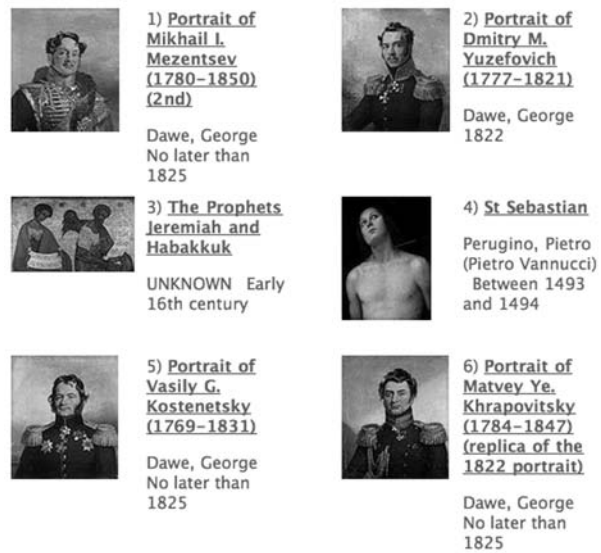 1) Portrait of
Mikhail I.
Mezentsev
(1780-1850)
(2nd)
Dawe, George
No later than
1825
2) Portrait of
Dmitry M.
Yuzefovich
(1777-1821)
Dawe, George
1822
3) The Prophets
Jeremiah and
Habakkuk
UNKNOWN Early
16th century
4) St Sebastian
Perugino, Pietro
(Pietro Vannucci)
Between 1493
and 1494
5) Portrait of
Vasily G.
Kostenetsky
(1769-1831)
Dawe, George
No later than
1825
6) Portrait of
Matvey Ye.
Khrapovitsky
(1784-1847)
(replica of the
1822 portrait)
Dawe, George
No later than
1825